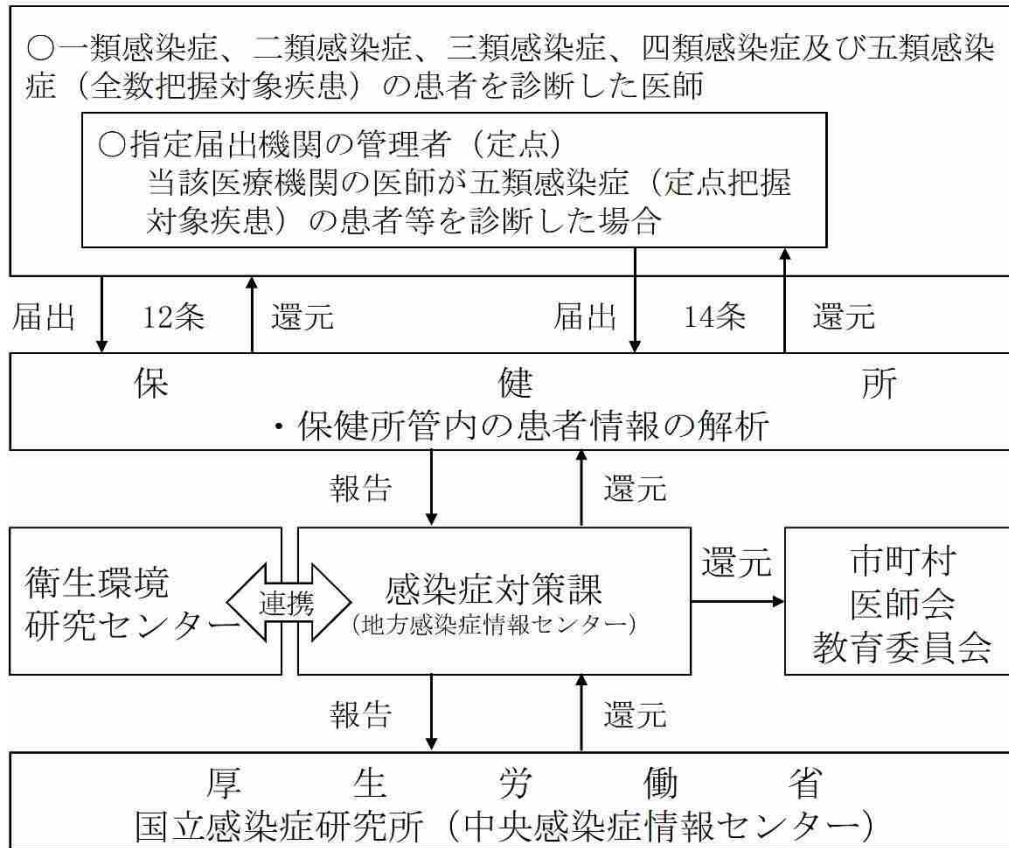 ○一類感染症、二類感染症、三類感染症、四類感染症及び五類感染
症（全数把握対象疾患）の患者を診断した医師
○指定届出機関の管理者（定点）
当該医療機関の医師が五類感染症（定点把握
対象疾患）の患者等を診断した場合
届出 12条 還元 届出 14条 還元
保健所
・保健所管内の患者情報の解析
報告 還元
衛生環境
研究センター
連携
感染症対策課
（地方感染症情報センター）
還元
市町村
医師会
教育委員会
報告 還元
厚生労働省
国立感染症研究所（中央感染症情報センター）